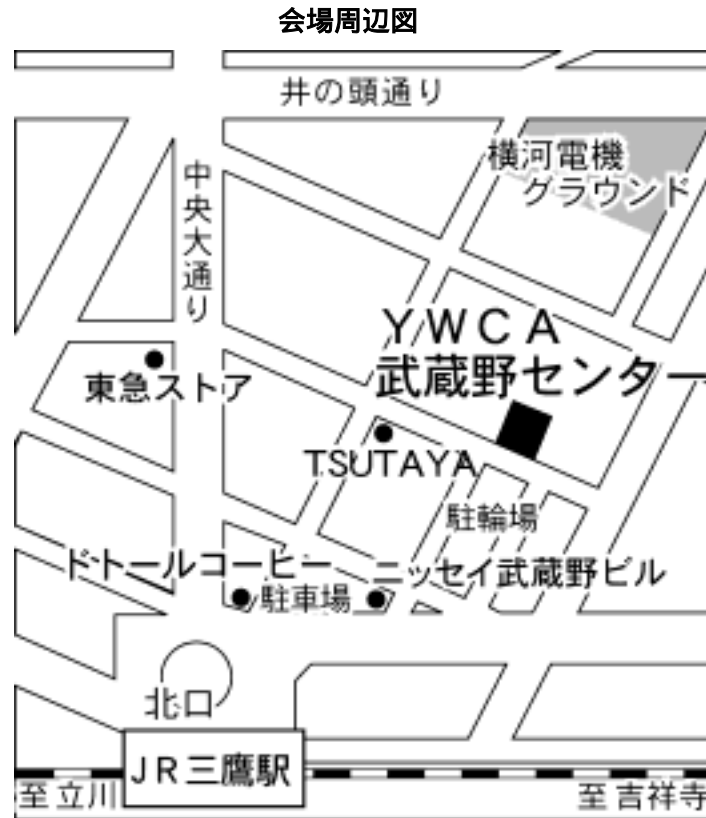 会場周辺図
井の頭通り
横河電機
グラウンド
中央大通り
YWCA
武蔵野センター
東急ストア
TSUTAYA
駐輪場
ドトールコーヒー
ニッセイ武蔵野ビル
駐車場
北口
JR三鷹駅
至 立川
至 吉祥寺